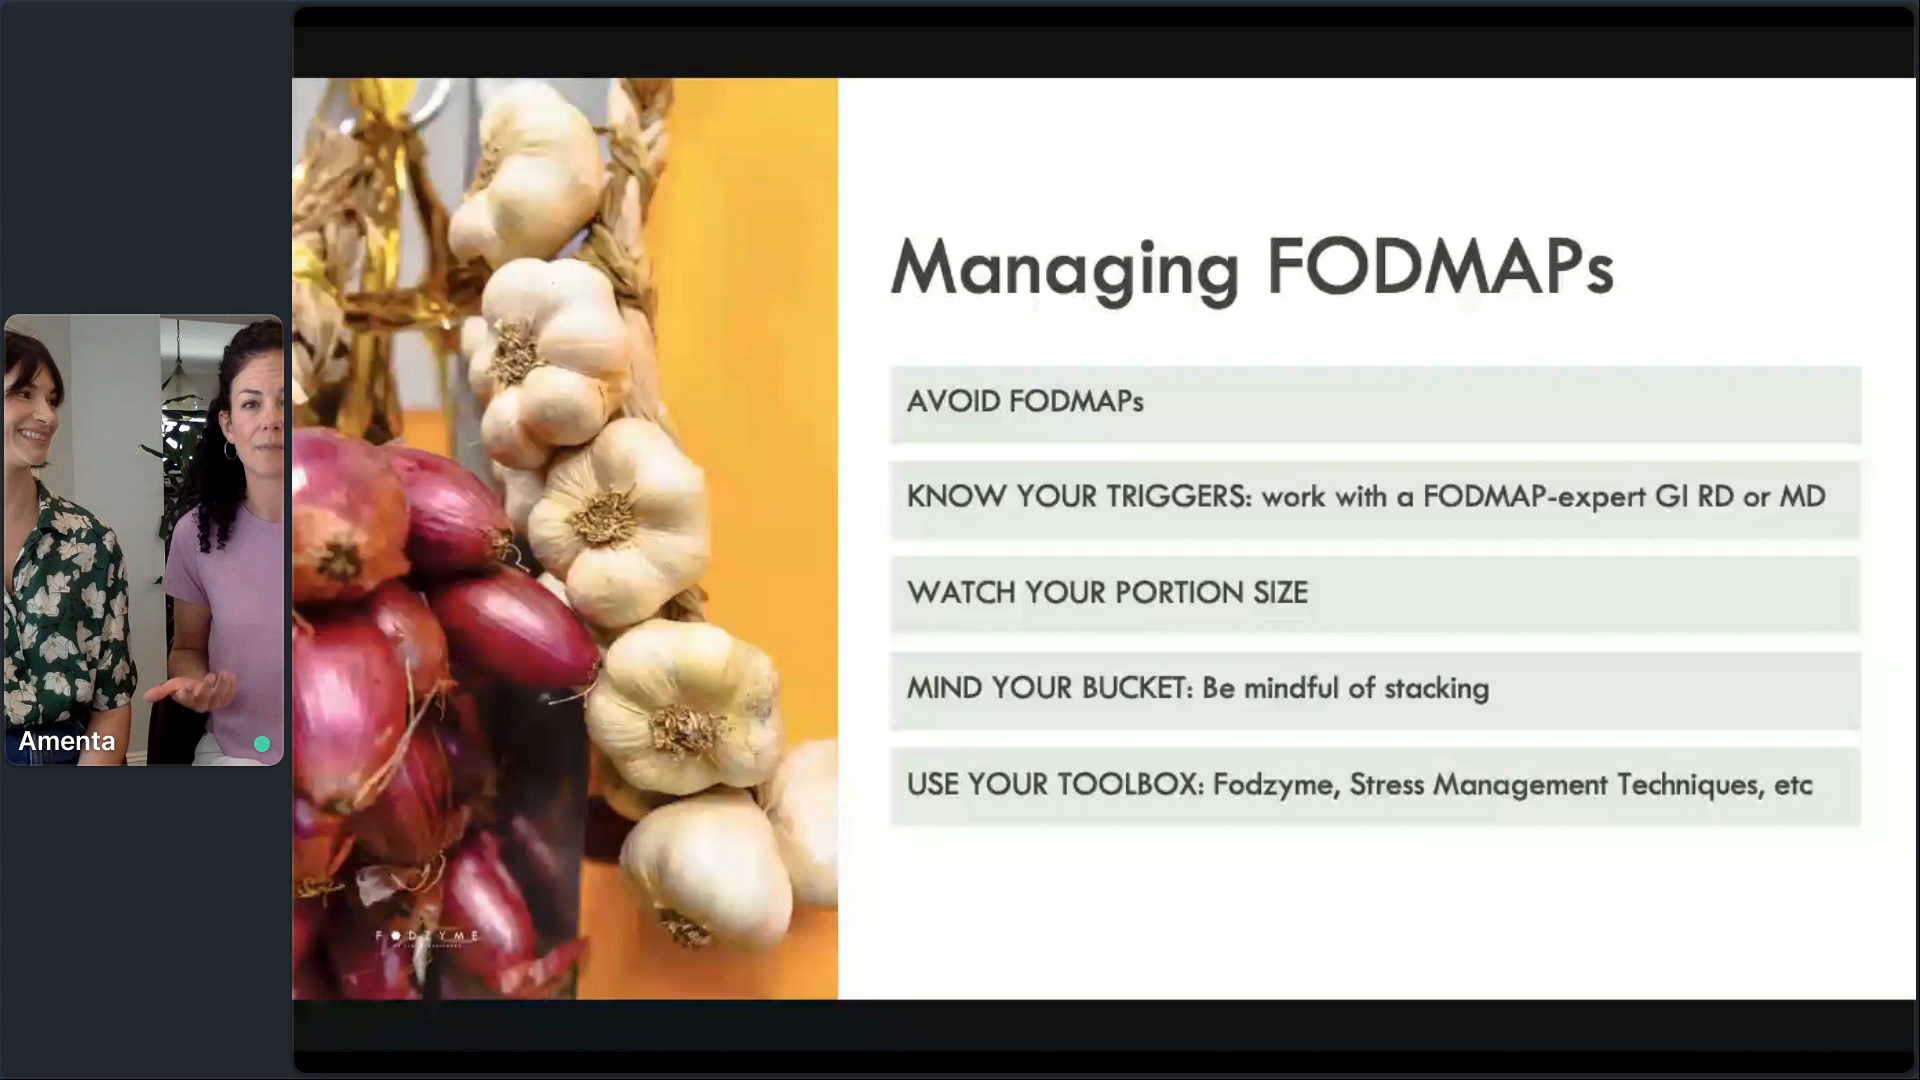 Managing FODMAPs
AVOID FODMAPs
KNOW YOUR TRIGGERS: work with a FODMAP-expert GI RD or MD
WATCH YOUR PORTION SIZE
MIND YOUR BUCKET: Be mindful of stacking
USE YOUR TOOLBOX: Fodzyme, Stress Management Techniques, etc
Amenta
FODZYME